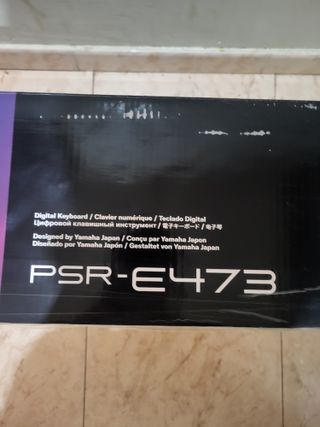 Digital Keyboard / Clavier numérique / Teclado Digital
Цифровой клавишный инструмент / 電子キーボード / 电子琴
Designed by Yamaha Japan / Conçu par Yamaha Japon
Diseñado por Yamaha Japón / Gestaltet von Yamaha Japan
PSR-E473